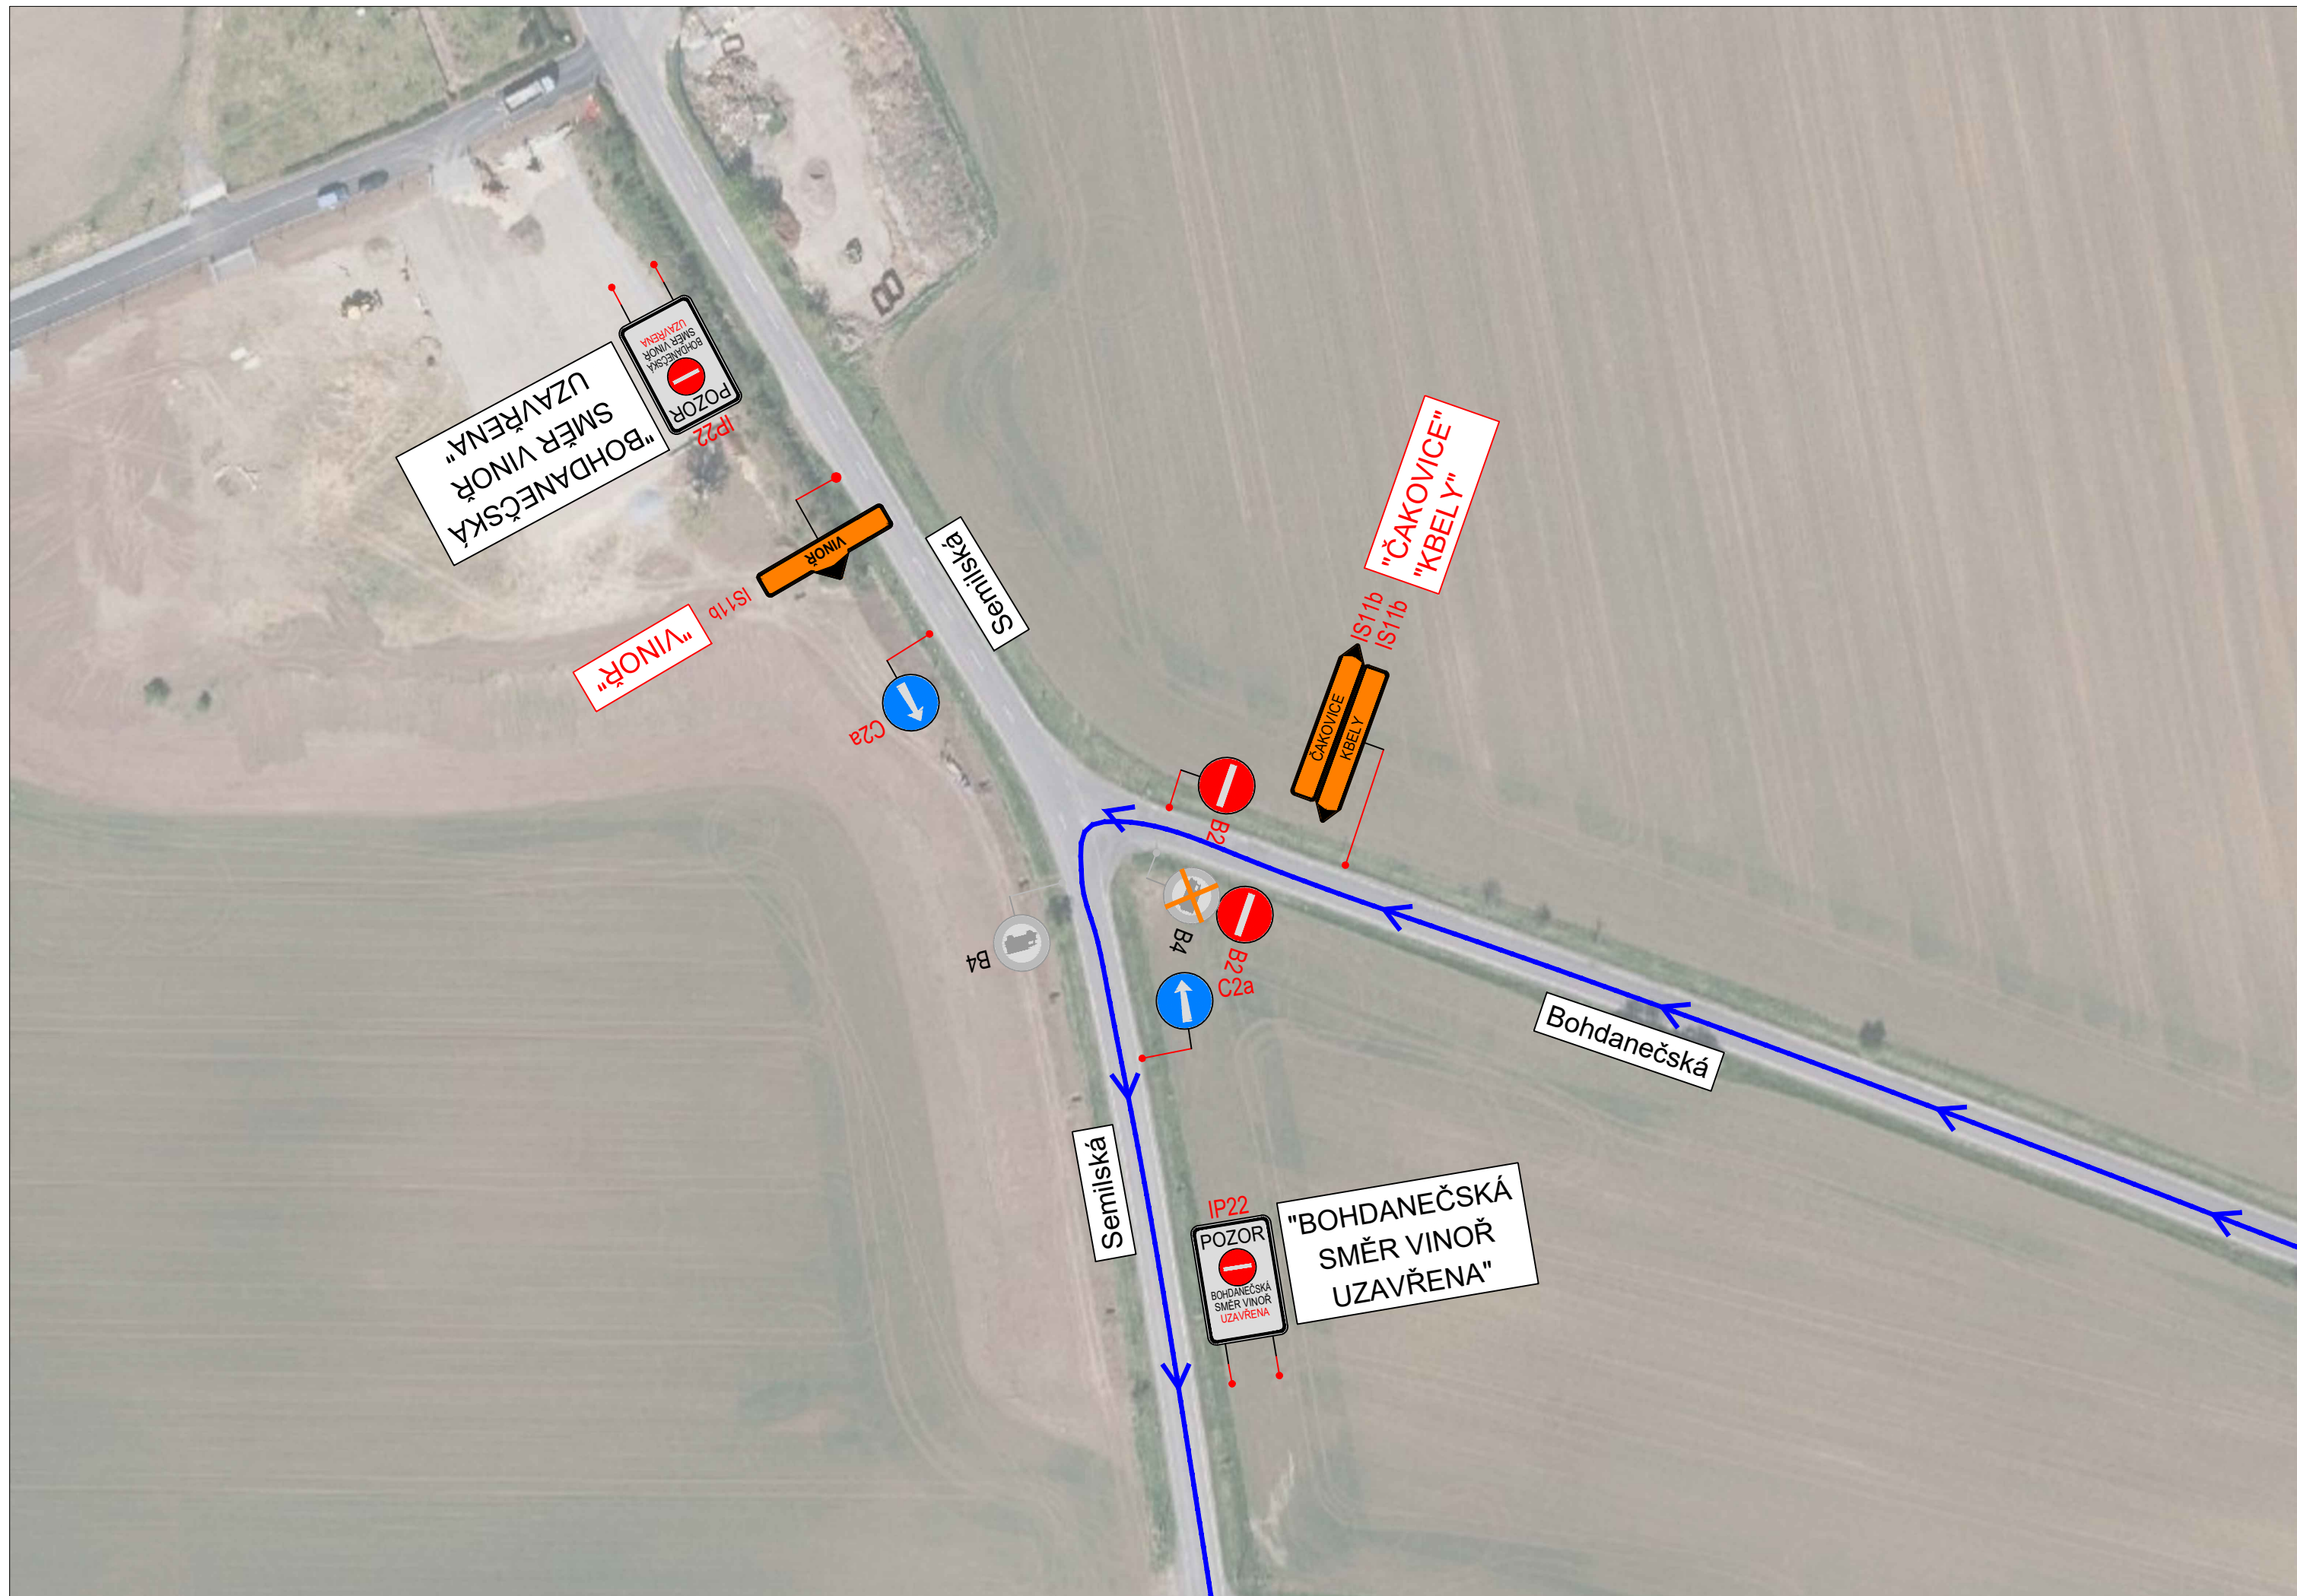 "BOHDANEČSKÁ
SMĚR VINOŘ
UZAVŘENA"
POZOR
BOHDANEČSKÁ
SMĚR VINOŘ
UZAVŘENA
IP22
VINOŘ
IS11b
"VINOŘ"
Semilská
C2a
"ČAKOVICE"
"KBELY"
IS11b
IS11b
ČAKOVICE
KBELY
B2
B4
B4
B2
C2a
Bohdanečská
Semilská
IP22
POZOR
BOHDANEČSKÁ
SMĚR VINOŘ
UZAVŘENA
"BOHDANEČSKÁ
SMĚR VINOŘ
UZAVŘENA"